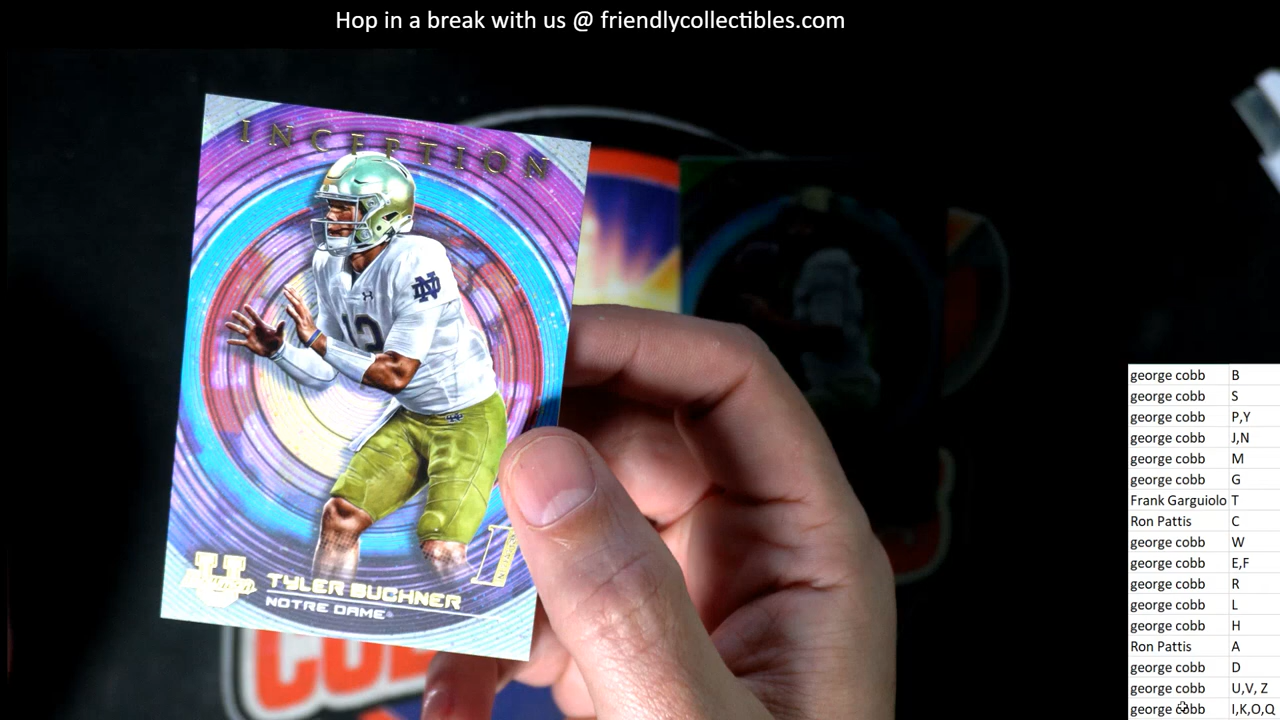 Hop in a break with us @ friendlycollectibles.com
INCEPTION
ND
12
TYLER BUCHNER
NOTRE DAME
george cobb B
george cobb S
george cobb P,Y
george cobb J,N
george cobb M
george cobb G
Frank Garguiolo T
Ron Pattis C
george cobb W
george cobb E,F
george cobb R
george cobb L
george cobb H
Ron Pattis A
george cobb D
george cobb U,V, Z
george cobb I,K,O,Q